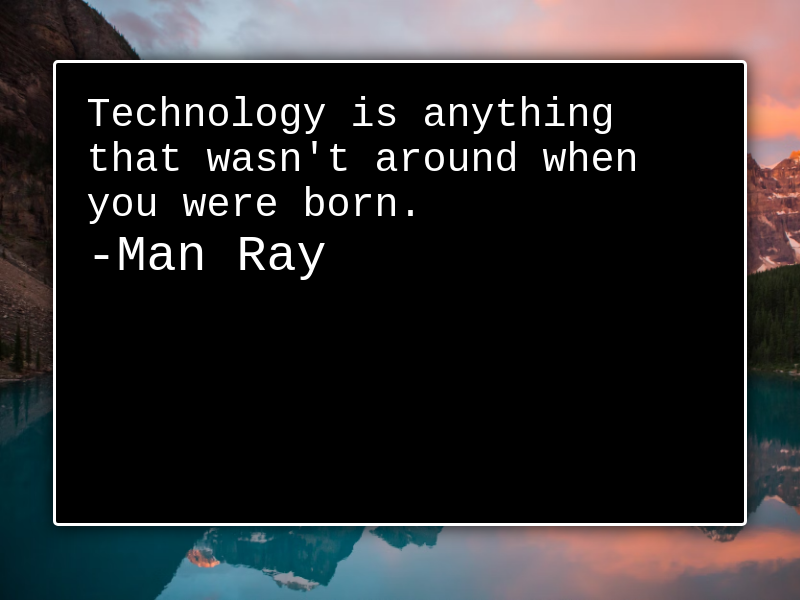 Technology is anything
that wasn't around when
you were born.
-Man Ray